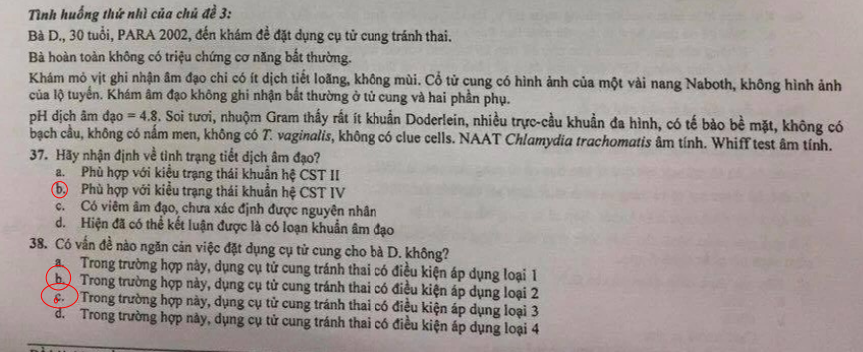 Tình huống thứ nhì của chủ đề 3:
Bà D., 30 tuổi, PARA 2002, đến khám để đặt dụng cụ tử cung tránh thai.
Bà hoàn toàn không có triệu chứng cơ năng bất thường.
Khám mỏ vịt ghi nhận âm đạo chỉ có ít dịch tiết loãng, không mùi. Cổ tử cung có hình ảnh của một vài nang Naboth, không hình ảnh
của lộ tuyến. Khám âm đạo không ghi nhận bất thường ở tử cung và hai phần phụ.
pH dịch âm đạo = 4.8. Soi tươi, nhuộm Gram thấy rất ít khuẩn Doderlein, nhiều trực-cầu khuẩn đa hình, có tế bào bề mặt, không có
bạch cầu, không có nấm men, không có T. vaginalis, không có clue cells. NAAT Chlamydia trachomatis âm tính. Whiff test âm tính.
37. Hãy nhận định về tình trạng tiết dịch âm đạo?
a. Phù hợp với kiểu trạng thái khuẩn hệ CST II
b. Phù hợp với kiểu trạng thái khuẩn hệ CST IV
c. Có viêm âm đạo, chưa xác định được nguyên nhân
d. Hiện đã có thể kết luận được là có loạn khuẩn âm đạo
38. Có vấn đề nào ngăn cản việc đặt dụng cụ tử cung cho bà D. không?
a. Trong trường hợp này, dụng cụ tử cung tránh thai có điều kiện áp dụng loại 1
b. Trong trường hợp này, dụng cụ tử cung tránh thai có điều kiện áp dụng loại 2
c. Trong trường hợp này, dụng cụ tử cung tránh thai có điều kiện áp dụng loại 3
d. Trong trường hợp này, dụng cụ tử cung tránh thai có điều kiện áp dụng loại 4